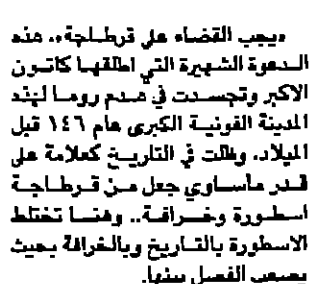 «يجب القضاء على قرطاجة»، هذه
الدعوة الشهيرة التي اطلقها كاتون
الاكبر وتجسدت في هدم روما لهذه
المدينة الفونية الكبرى عام ١٤٦ قبل
الميلاد، وظلت في التاريخ كعلامة على
قدر مأساوي جعل من قرطاجة
اسطورة وخرافة.. وهنا تختلط
الاسطورة بالتاريخ وبالخرافة بحيث
يصعب الفصل بينها.